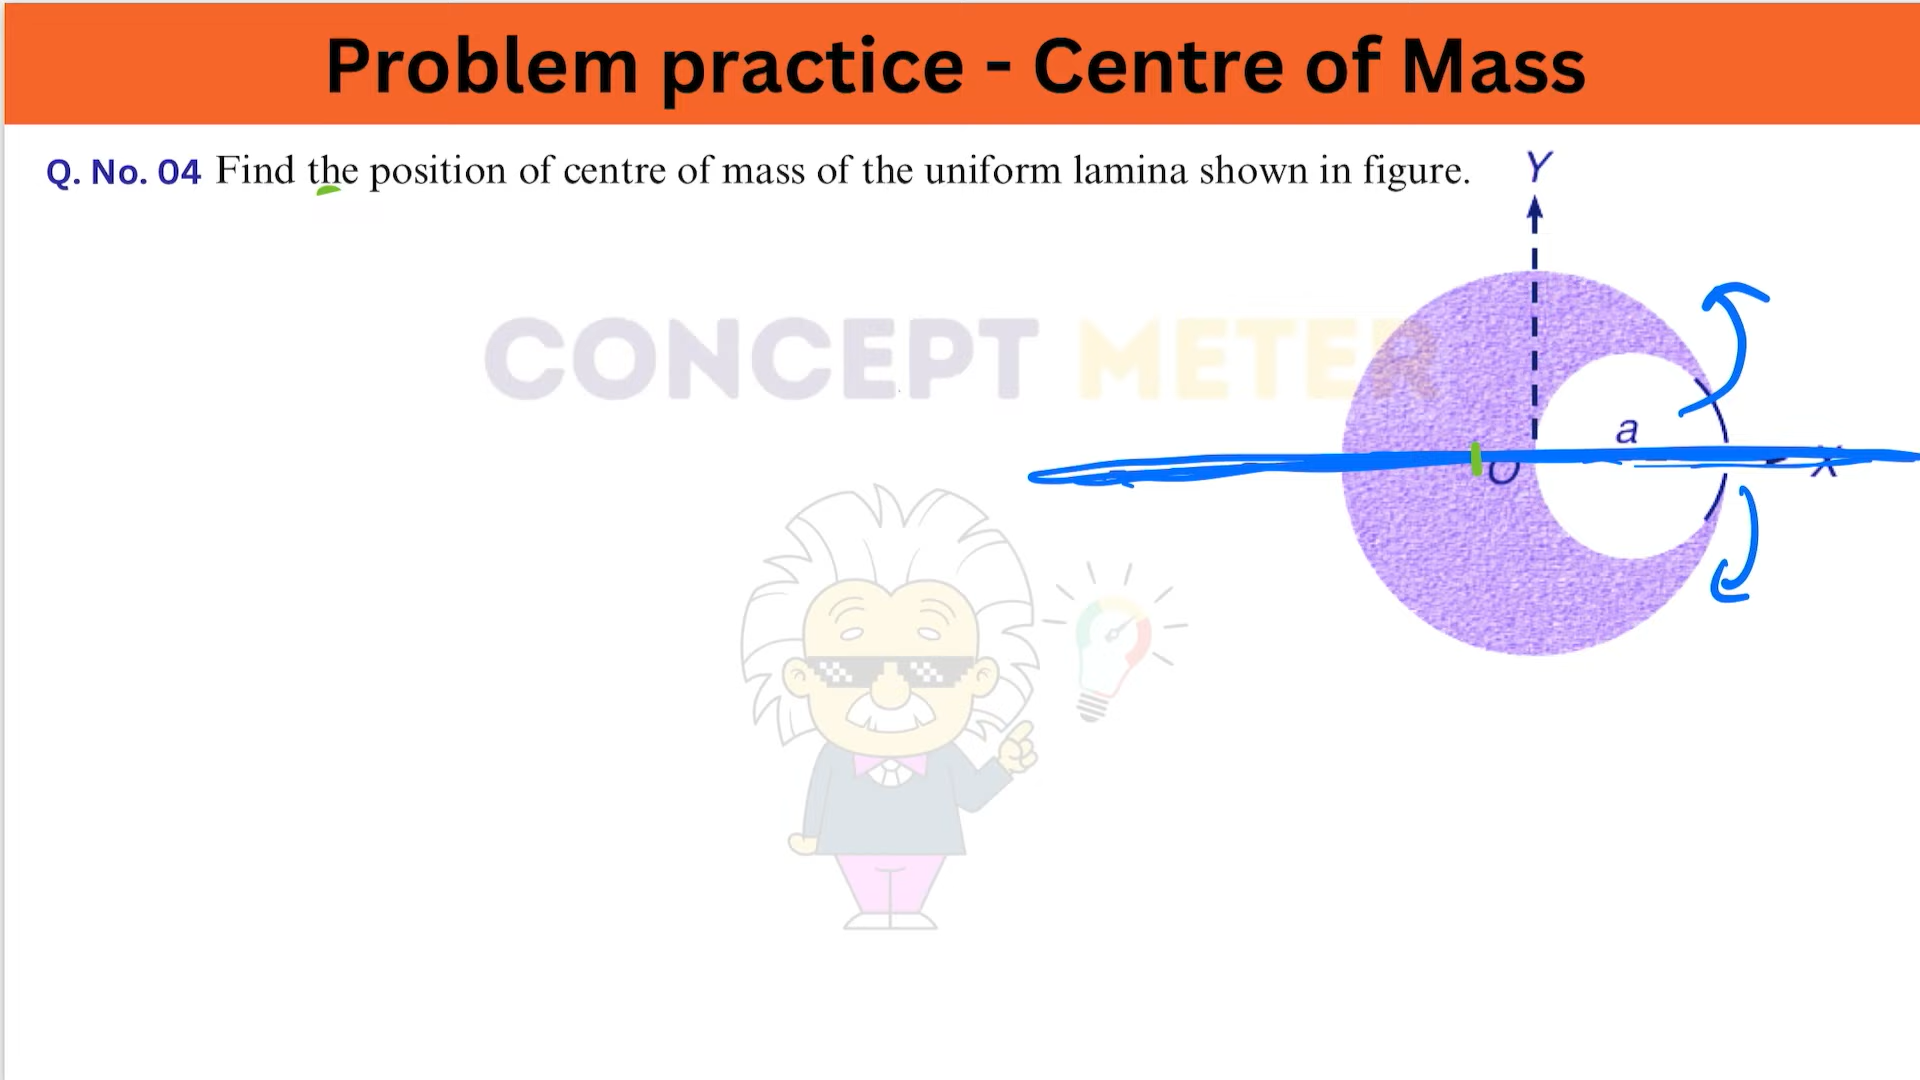 Problem practice - Centre of Mass
Q. No. 04 Find the position of centre of mass of the uniform lamina shown in figure.
Y
CONCEPT METER
a
O
X